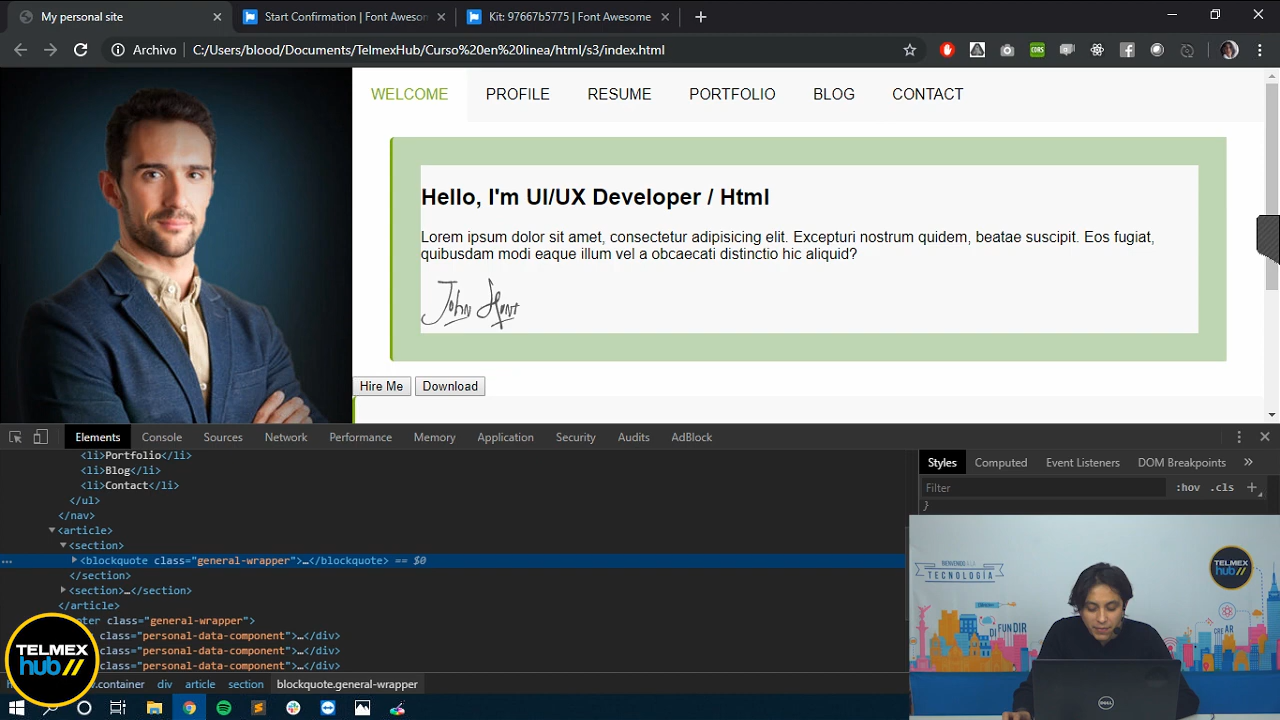 My personal site
Start Confirmation | Font Aweson
Kit: 97667b5775 | Font Awesome
Archivo
C:/Users/blood/Documents/TelmexHub/Curso%20en%20linea/html/s3/index.html
WELCOME PROFILE RESUME PORTFOLIO BLOG CONTACT
Hello, I'm UI/UX Developer / Html
Lorem ipsum dolor sit amet, consectetur adipisicing elit. Excepturi nostrum quidem, beatae suscipit. Eos fugiat,
quibusdam modi eaque illum vel a obcaecati distinctio hic aliquid?
John Hunt
Hire Me Download
Elements Console Sources Network Performance Memory Application Security Audits AdBlock
<li>Portfolio</li>
<li>Blog</li>
<li>Contact</li>
</ul>
</nav>
<article>
<section>
<blockquote class="general-wrapper">…</blockquote> == $0
</section>
<section>…</section>
</article>
oter class="general-wrapper">
class="personal-data-component">…</div>
class="personal-data-component">…</div>
class="personal-data-component">…</div>
.container div article section blockquote.general-wrapper
Styles Computed Event Listeners DOM Breakpoints »
Filter :hov .cls +
}
BIENVENIDO A LA
TECNOLOGÍA
TELMEX
hub//
DIFUNDIR
CREAR
DELL
TELMEX
hub//